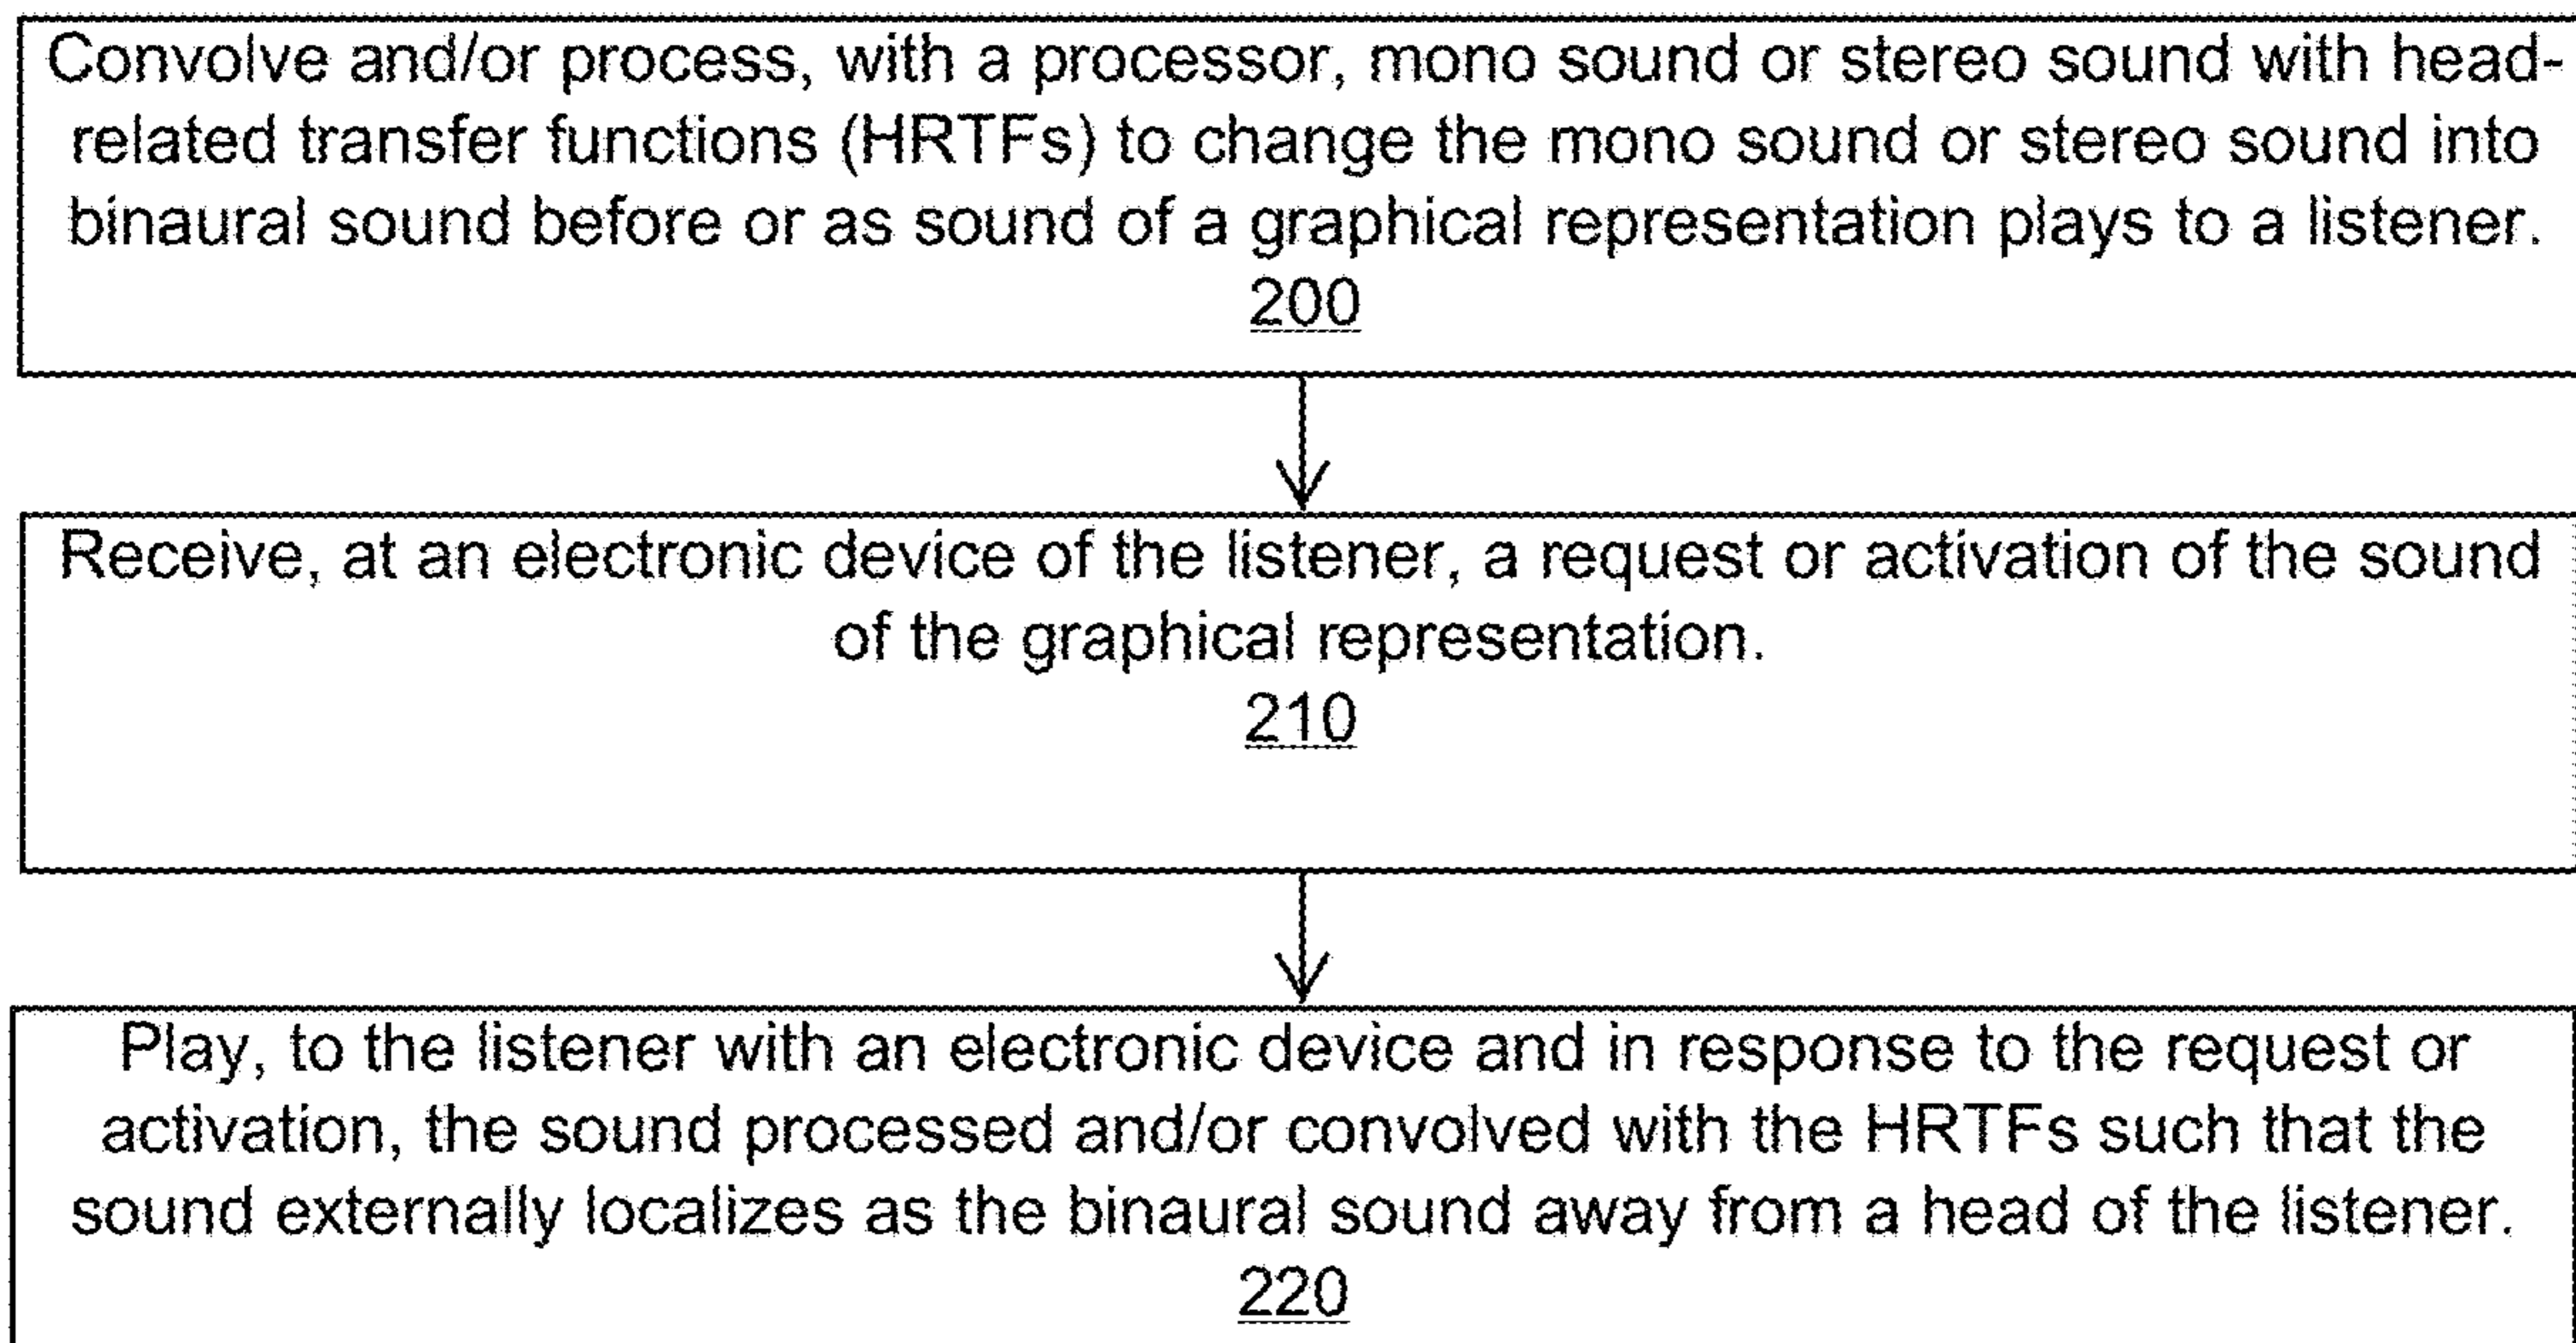 Convolve and/or process, with a processor, mono sound or stereo sound with head-
related transfer functions (HRTFs) to change the mono sound or stereo sound into
binaural sound before or as sound of a graphical representation plays to a listener.
200
Receive, at an electronic device of the listener, a request or activation of the sound
of the graphical representation.
210
Play, to the listener with an electronic device and in response to the request or
activation, the sound processed and/or convolved with the HRTFs such that the
sound externally localizes as the binaural sound away from a head of the listener.
220